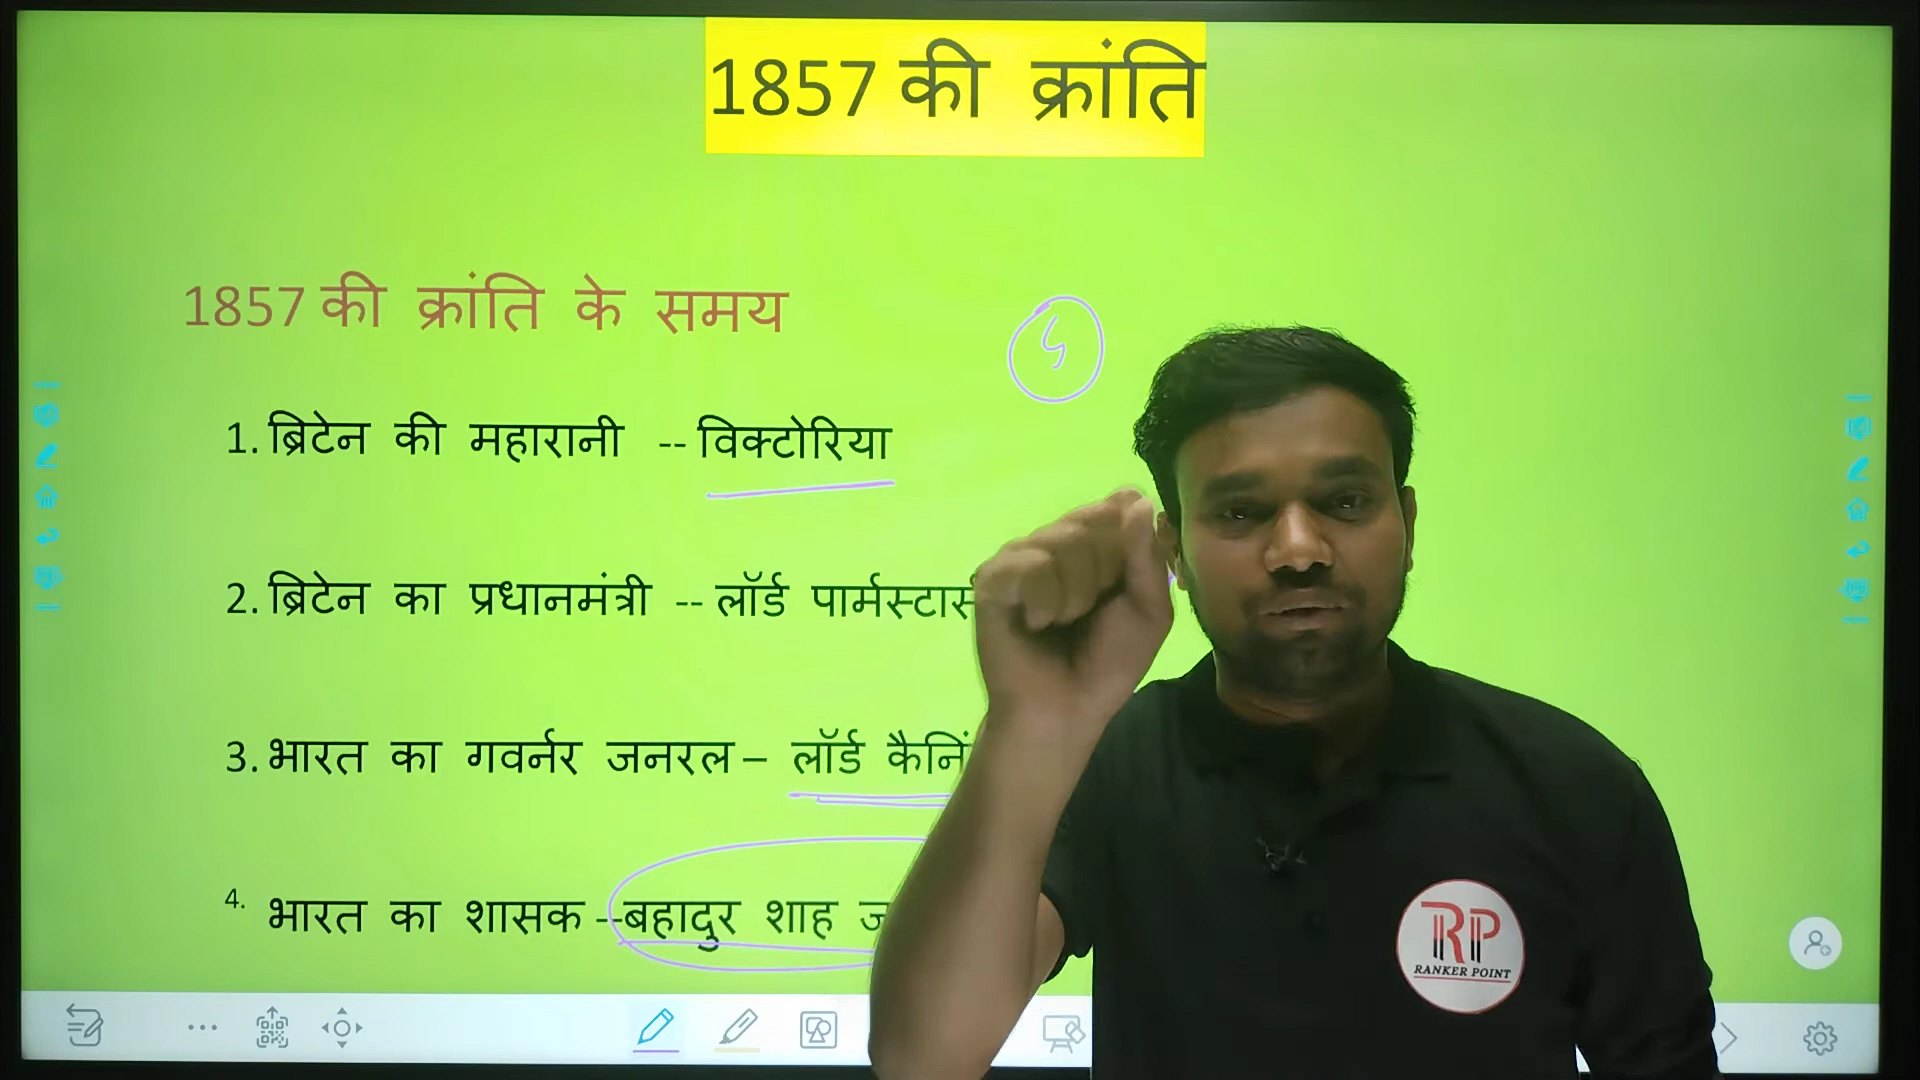 1857 की क्रांति
1857 की क्रांति के समय
1. ब्रिटेन की महारानी -- विक्टोरिया
2. ब्रिटेन का प्रधानमंत्री -- लॉर्ड
3. भारत का गवर्नर जनरल – लॉर्ड
4. भारत का शासक -- बहादुर शाह
RP
RANKER POINT